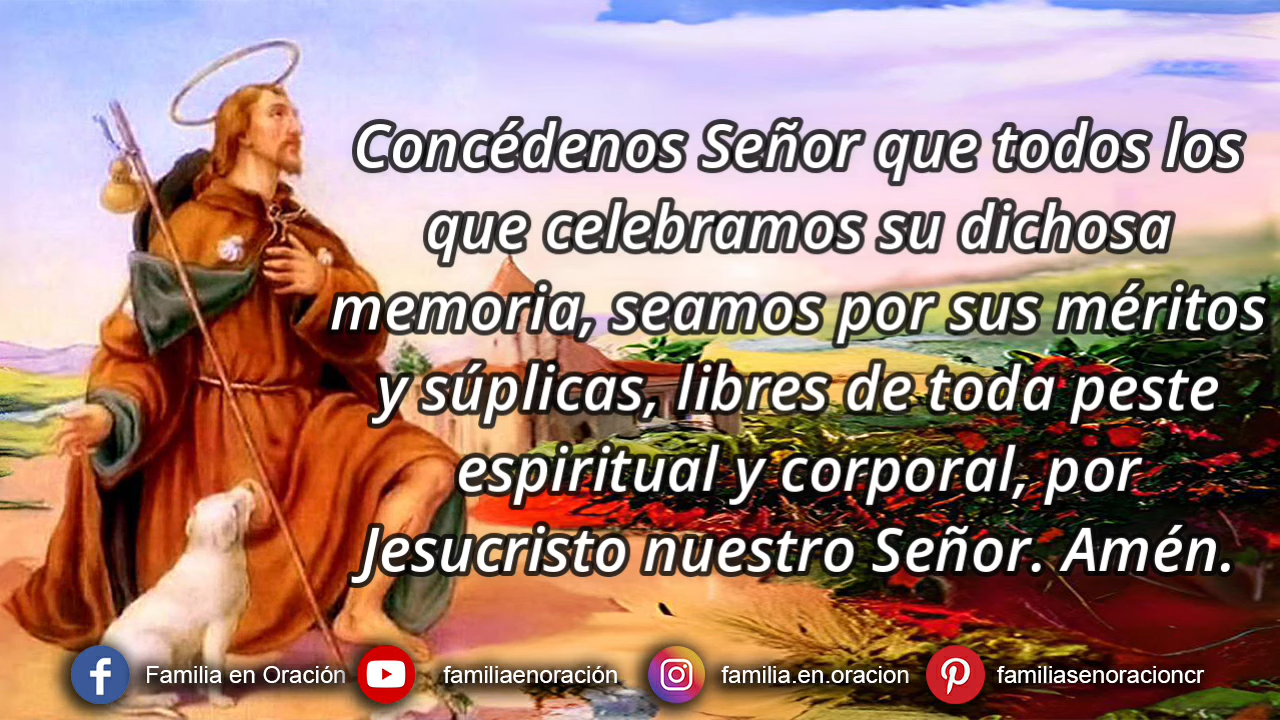 Concédenos Señor que todos los
que celebramos su dichosa
memoria, seamos por sus méritos
y súplicas, libres de toda peste
espiritual y corporal, por
Jesucristo nuestro Señor. Amén.
Familia en Oración familiaenoración familia.en.oracion familiasenoracioncr